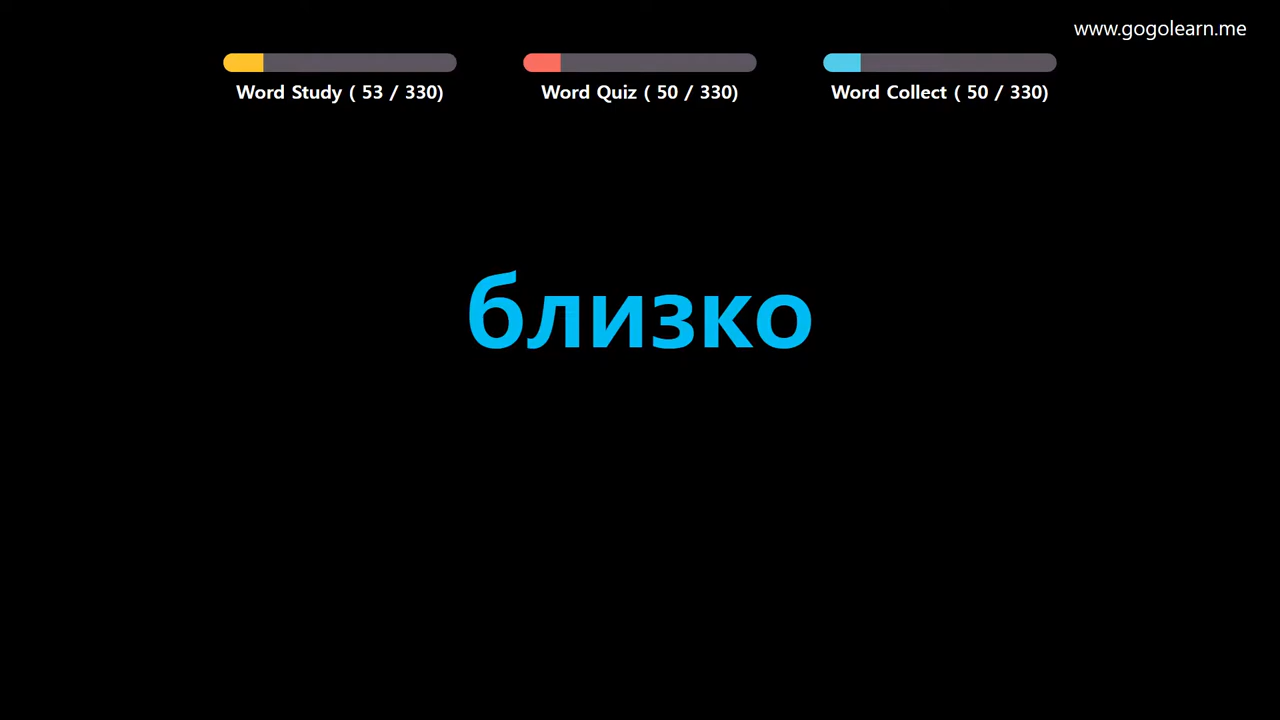 www.gogolearn.me
Word Study ( 53 / 330)
Word Quiz ( 50 / 330)
Word Collect ( 50 / 330)
близко